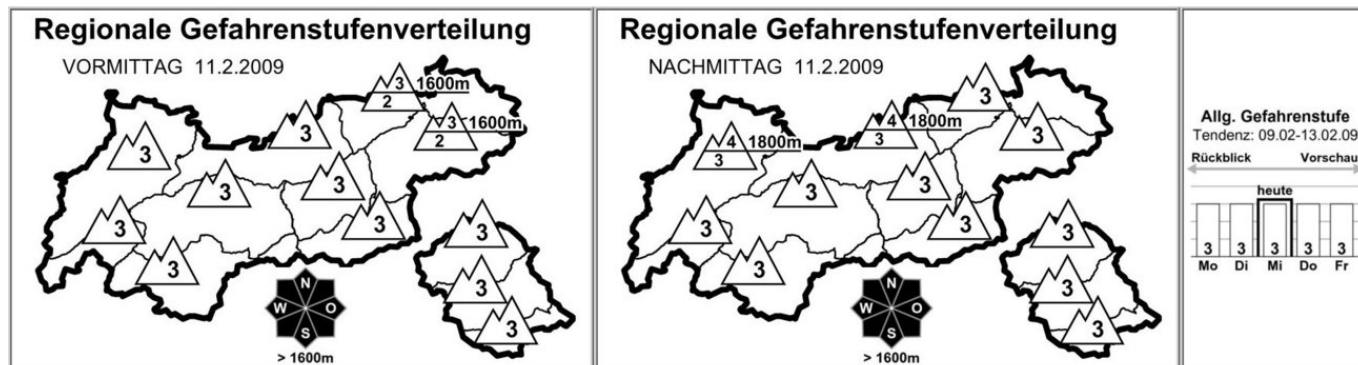 Regionale Gefahrenstufenverteilung
VORMITTAG 11.2.2009
3
1600m
2
3
1600m
2
3
3
3
3
3
3
3
3
3
3
N
W
O
S
> 1600m
Regionale Gefahrenstufenverteilung
NACHMITTAG 11.2.2009
3
4
1800m
3
3
4
1800m
3
3
3
3
3
3
3
3
3
N
W
O
S
> 1600m
Allg. Gefahrenstufe
Tendenz: 09.02-13.02.09
Rückblick Vorschau
heute
3 3 3 3 3
Mo Di Mi Do Fr